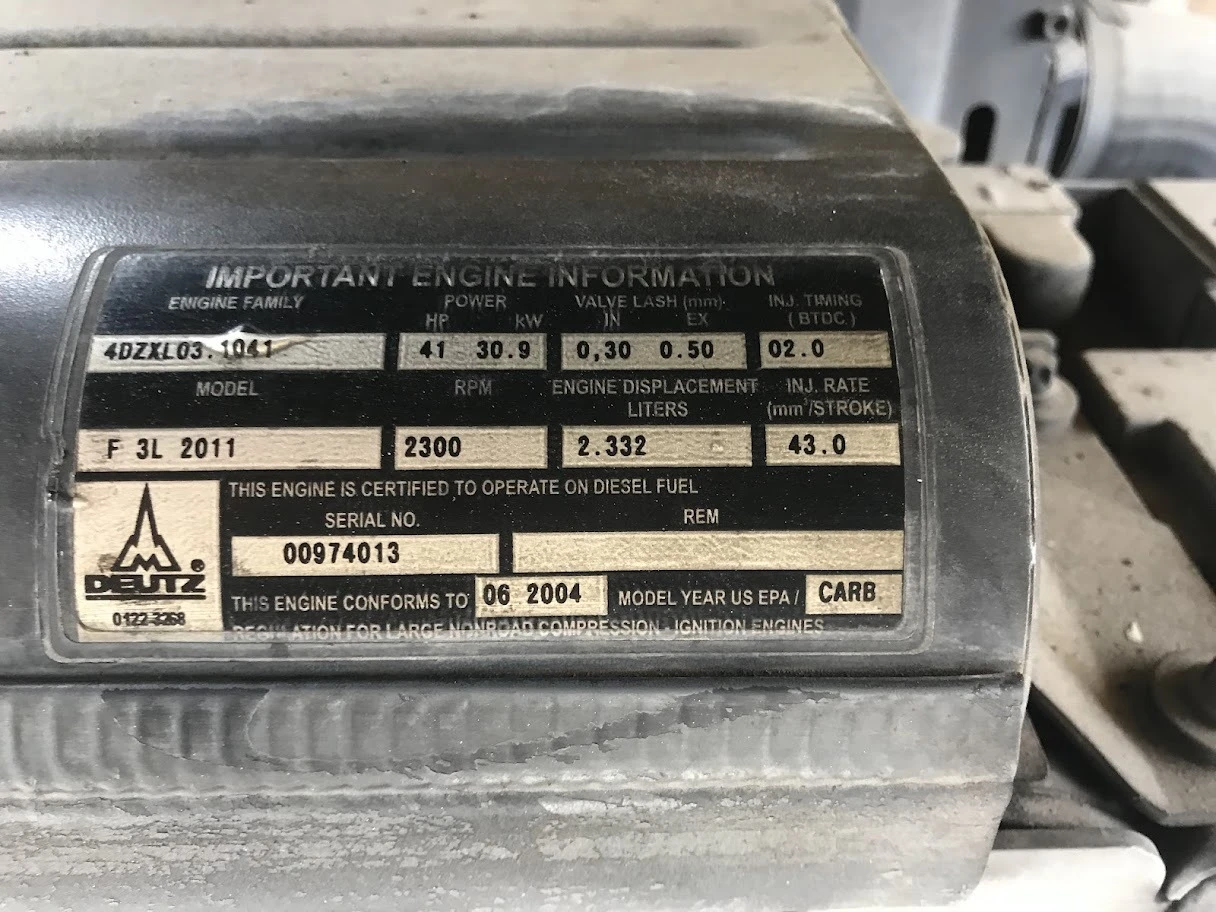 IMPORTANT ENGINE INFORMATION
ENIGINE FAMILY POWER VALVE LASH (mm) INJ. TIMING
HP kW IN EX (BTDC.)
4DZXL03.1041 41 30.9 0,30 0.50 02.0
MODEL RPM ENGINE DISPLACEMENT INJ. RATE
LITERS (mm³/STROKE)
F 3L 2011 2300 2.332 43.0
THIS ENGINE IS CERTIFIED TO OPERATE ON DIESEL FUEL
SERIAL NO. REM
00974013
DEUTZ®
THIS ENGINE CONFORMS TO 06 2004 MODEL YEAR US EPA / CARB
0122-3268
REGULATION FOR LARGE NONROAD COMPRESSION - IGNITION ENGINES